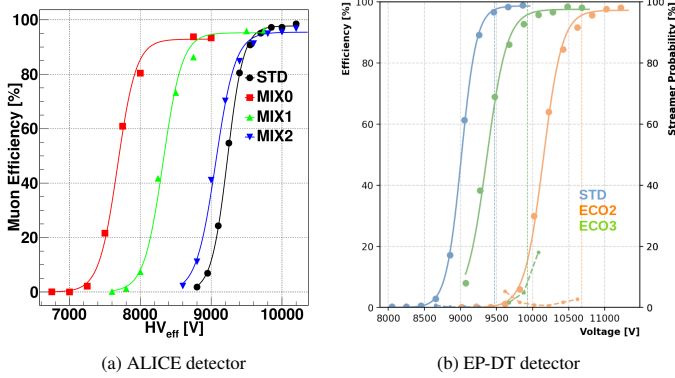 100
80
60
40
20
0
Muon Efficiency [%]
STD
MIX0
MIX1
MIX2
7000 8000 9000 10000
HV_eff [V]
(a) ALICE detector
Efficiency [%]
100
80
60
40
20
0
STD
ECO2
ECO3
100
80
60
40
20
0
Streamer Probability [%]
8000 8500 9000 9500 10000 10500 11000
Voltage [V]
(b) EP-DT detector